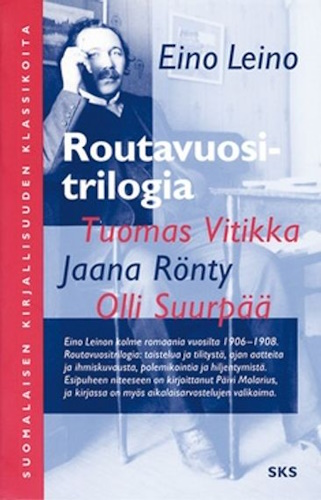 SUOMALAISEN KIRJALLISUUDEN KLASSIKOITA
Eino Leino
Routavuosi-
trilogia
Tuomas Vitikka
Jaana Rönty
Olli Suurpää
Eino Leinon kolme romaania vuosilta 1906–1908.
Routavuositrilogia: taistelua ja tilitystä, ajan aatteita
ja ihmiskuvausta, polemikointia ja hiljentymistä.
Esipuheen niteeseen on kirjoittanut Päivi Molarius,
ja kirjassa on myös aikalaisarvostelujen valikoima.
SKS